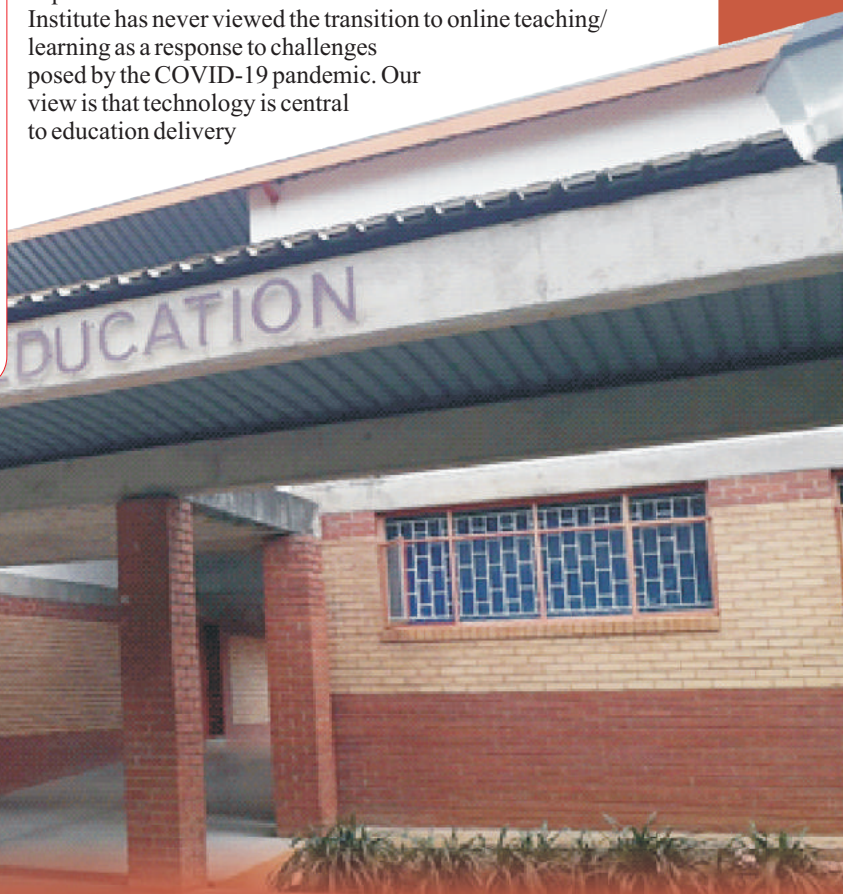 Institute has never viewed the transition to online teaching/
learning as a response to challenges
posed by the COVID-19 pandemic. Our
view is that technology is central
to education delivery
EDUCATION